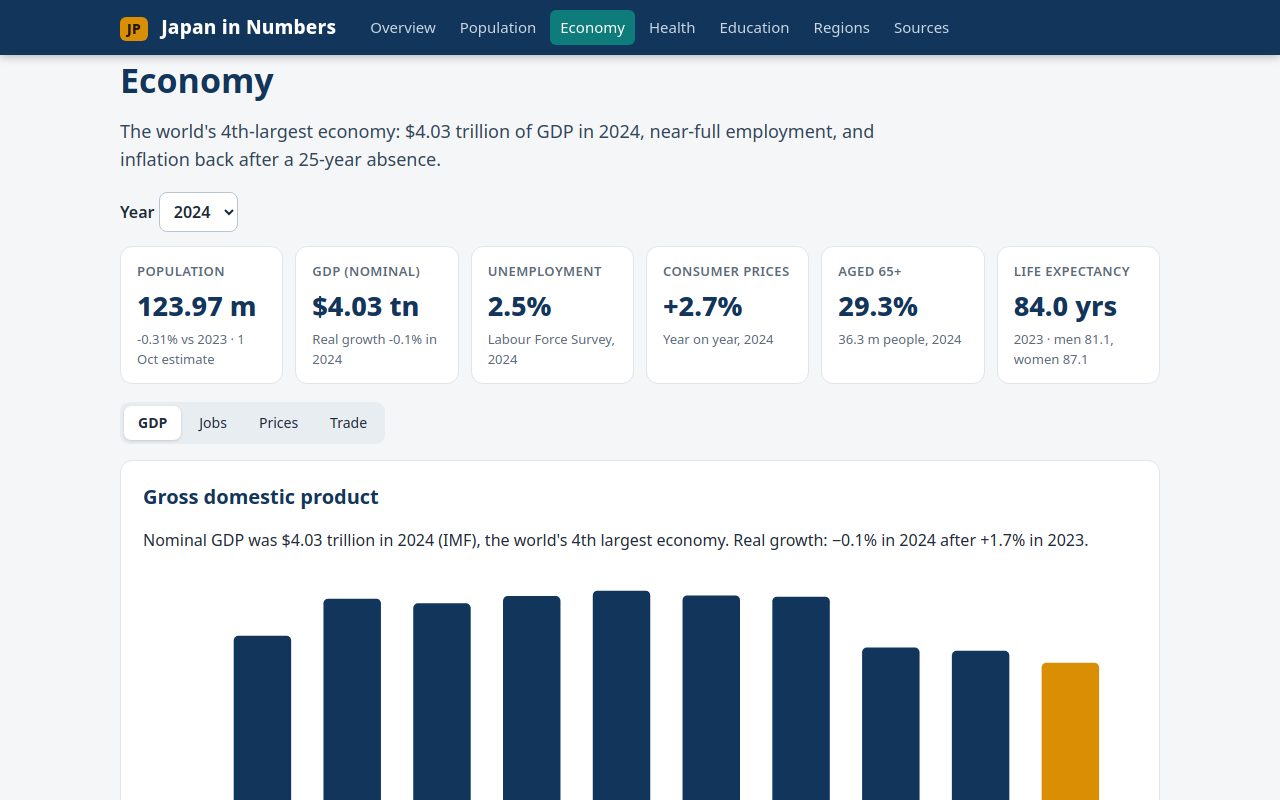 JP Japan in Numbers Overview Population Economy Health Education Regions Sources
Economy
The world's 4th-largest economy: $4.03 trillion of GDP in 2024, near-full employment, and
inflation back after a 25-year absence.
Year 2024
POPULATION
123.97 m
-0.31% vs 2023 · 1
Oct estimate
GDP (NOMINAL)
$4.03 tn
Real growth -0.1% in
2024
UNEMPLOYMENT
2.5%
Labour Force Survey,
2024
CONSUMER PRICES
+2.7%
Year on year, 2024
AGED 65+
29.3%
36.3 m people, 2024
LIFE EXPECTANCY
84.0 yrs
2023 · men 81.1,
women 87.1
GDP Jobs Prices Trade
Gross domestic product
Nominal GDP was $4.03 trillion in 2024 (IMF), the world's 4th largest economy. Real growth: −0.1% in 2024 after +1.7% in 2023.